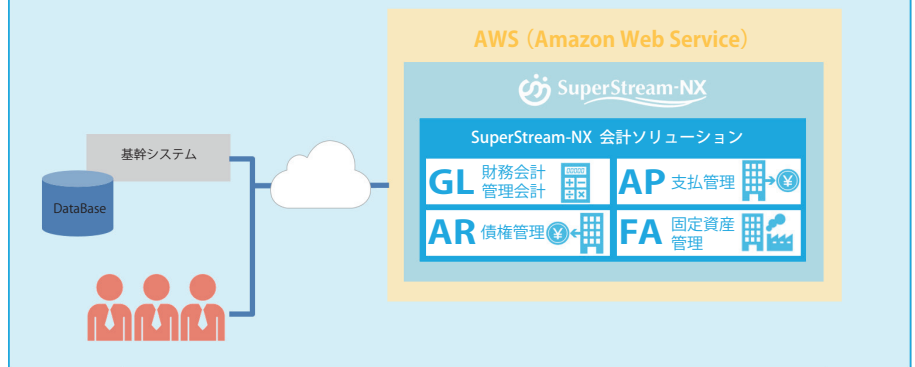 AWS（Amazon Web Service）
SuperStream-NX
SuperStream-NX 会計ソリューション
基幹システム
DataBase
GL 財務会計
管理会計
AP 支払管理
¥
AR 債権管理
¥
FA 固定資産
管理